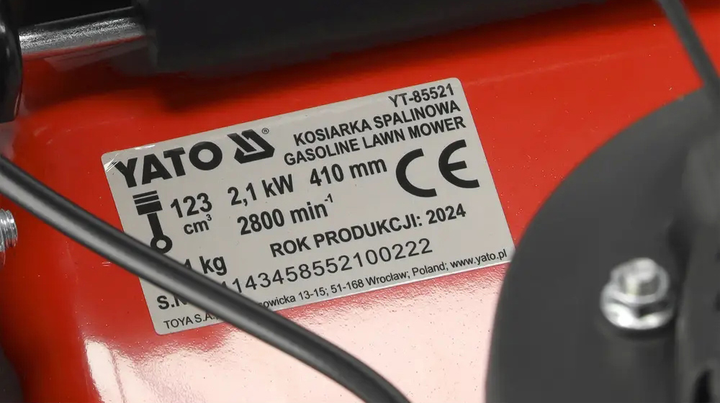 YT-85521
YATO ®
KOSIARKA SPALINOWA
GASOLINE LAWN MOWER
123 cm³ 2,1 kW 410 mm
2800 min⁻¹
CE
ROK PRODUKCJI: 2024
kg
S.N. 143458552100222
TOYA S.A. 13-15; 51-168 Wrocław, Poland; www.yato.pl